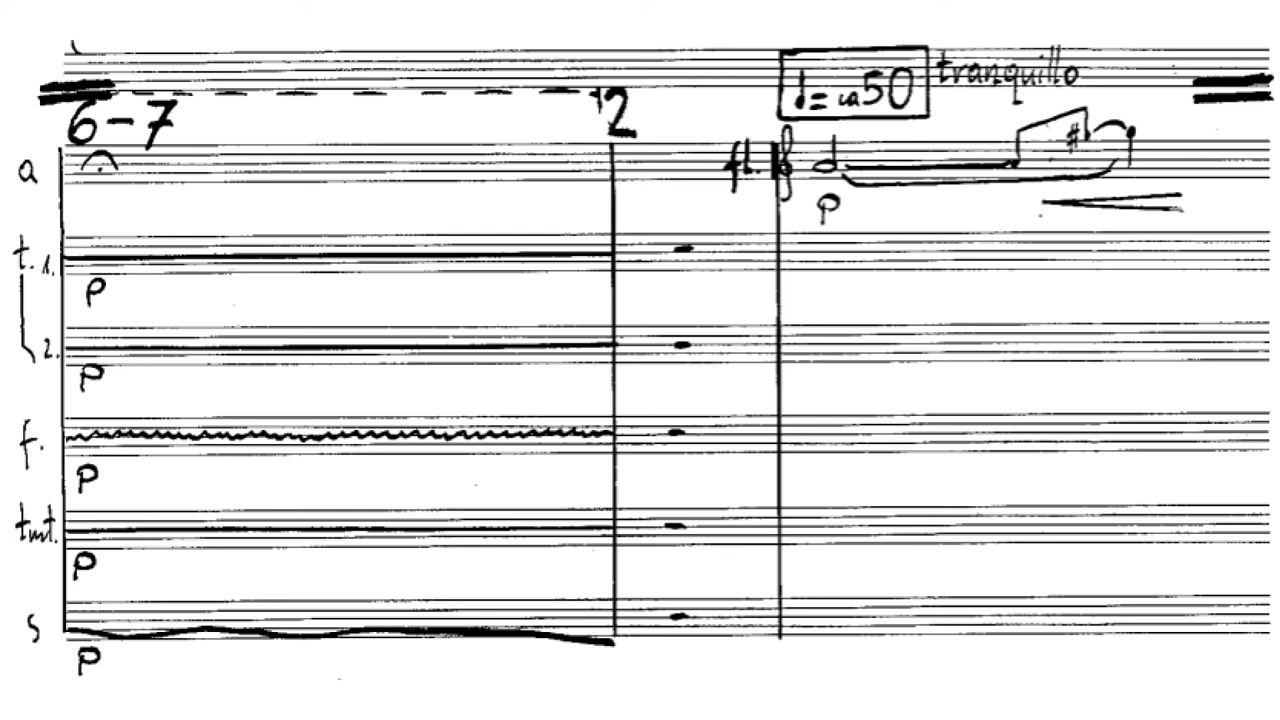 = ca 50 tranquillo
6-7 2
a fl.
p
t. 1.
p
2.
p
f.
p
tmt.
p
s
p